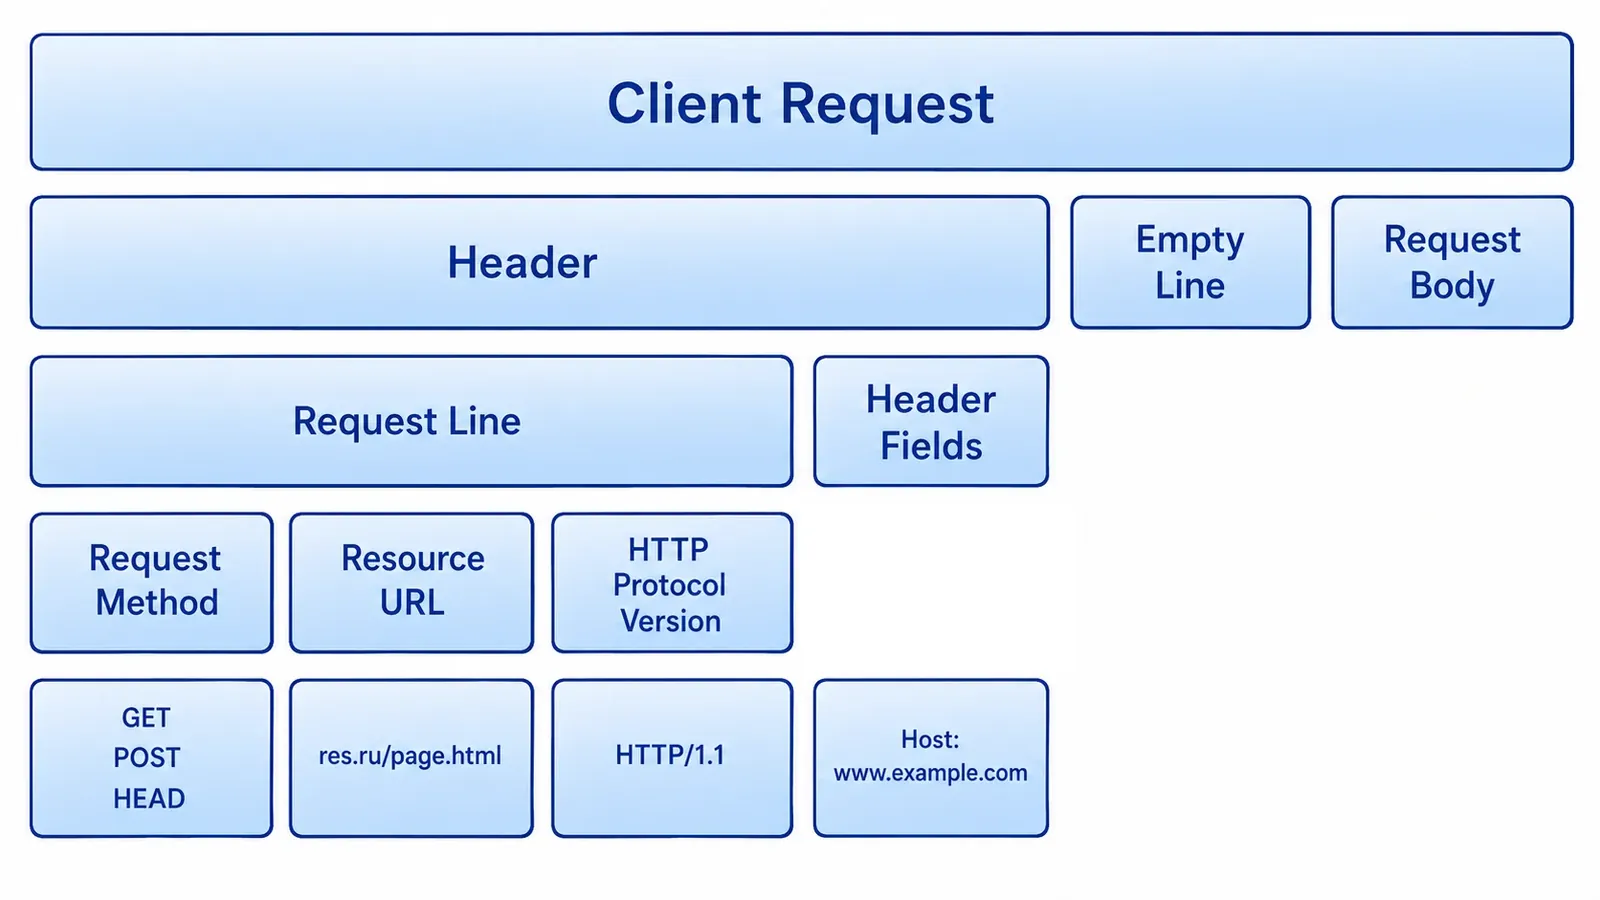 Client Request
Header
Empty
Line
Request
Body
Request Line
Header
Fields
Request
Method
Resource
URL
HTTP
Protocol
Version
GET
POST
HEAD
res.ru/page.html
HTTP/1.1
Host:
www.example.com